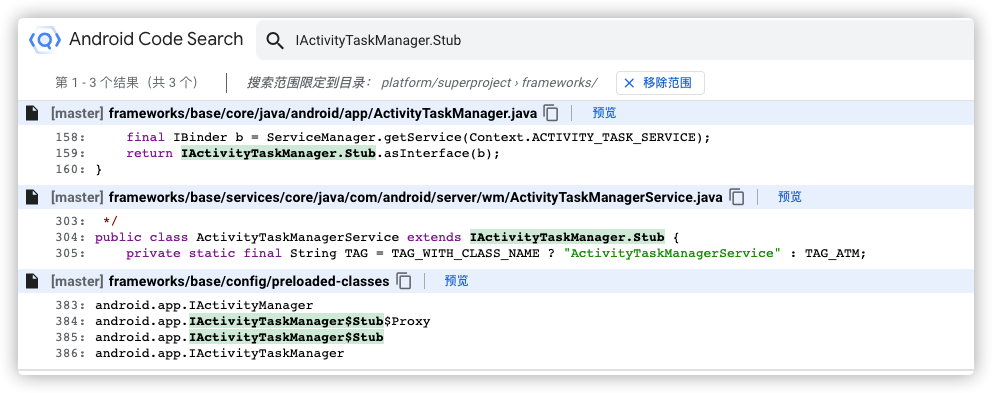 Android Code Search
IActivityTaskManager.Stub
第 1 - 3 个结果（共 3 个） 搜索范围限定到目录： platform/superproject › frameworks/ 移除范围
[master] frameworks/base/core/java/android/app/ActivityTaskManager.java 预览
158: final IBinder b = ServiceManager.getService(Context.ACTIVITY_TASK_SERVICE);
159: return IActivityTaskManager.Stub.asInterface(b);
160: }
[master] frameworks/base/services/core/java/com/android/server/wm/ActivityTaskManagerService.java 预览
303: */
304: public class ActivityTaskManagerService extends IActivityTaskManager.Stub {
305: private static final String TAG = TAG_WITH_CLASS_NAME ? "ActivityTaskManagerService" : TAG_ATM;
[master] frameworks/base/config/preloaded-classes 预览
383: android.app.IActivityManager
384: android.app.IActivityTaskManager$Stub$Proxy
385: android.app.IActivityTaskManager$Stub
386: android.app.IActivityTaskManager